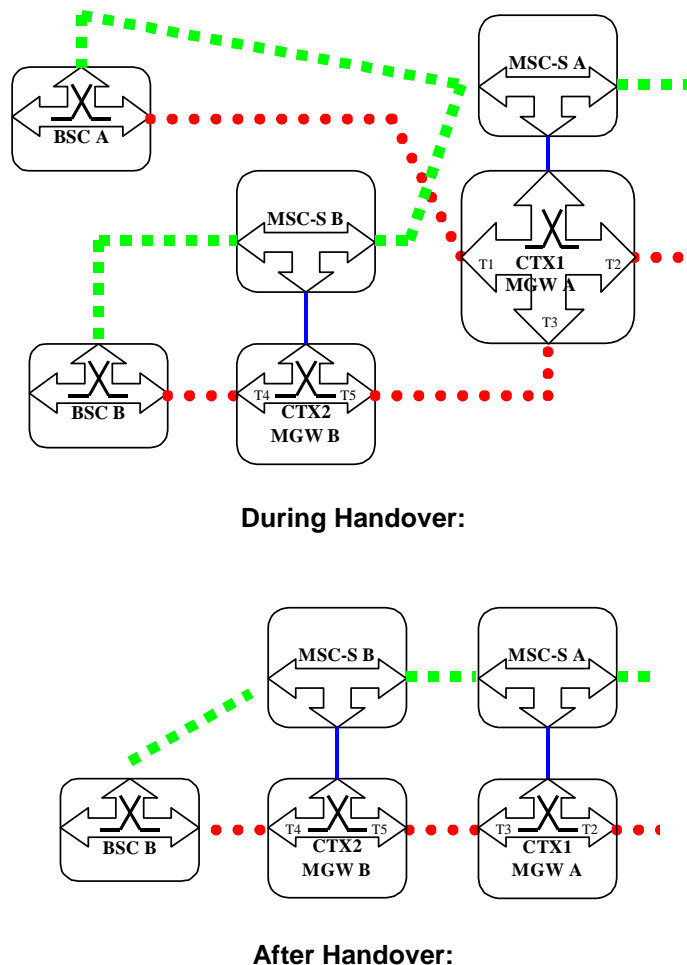 MSC-S A
BSC A
MSC-S B
T1
CTX1
T2
MGW A
T3
BSC B
T4
T5
CTX2
MGW B
During Handover:
MSC-S B
MSC-S A
T4
T5
T3
T2
BSC B
CTX2
CTX1
MGW B
MGW A
After Handover: